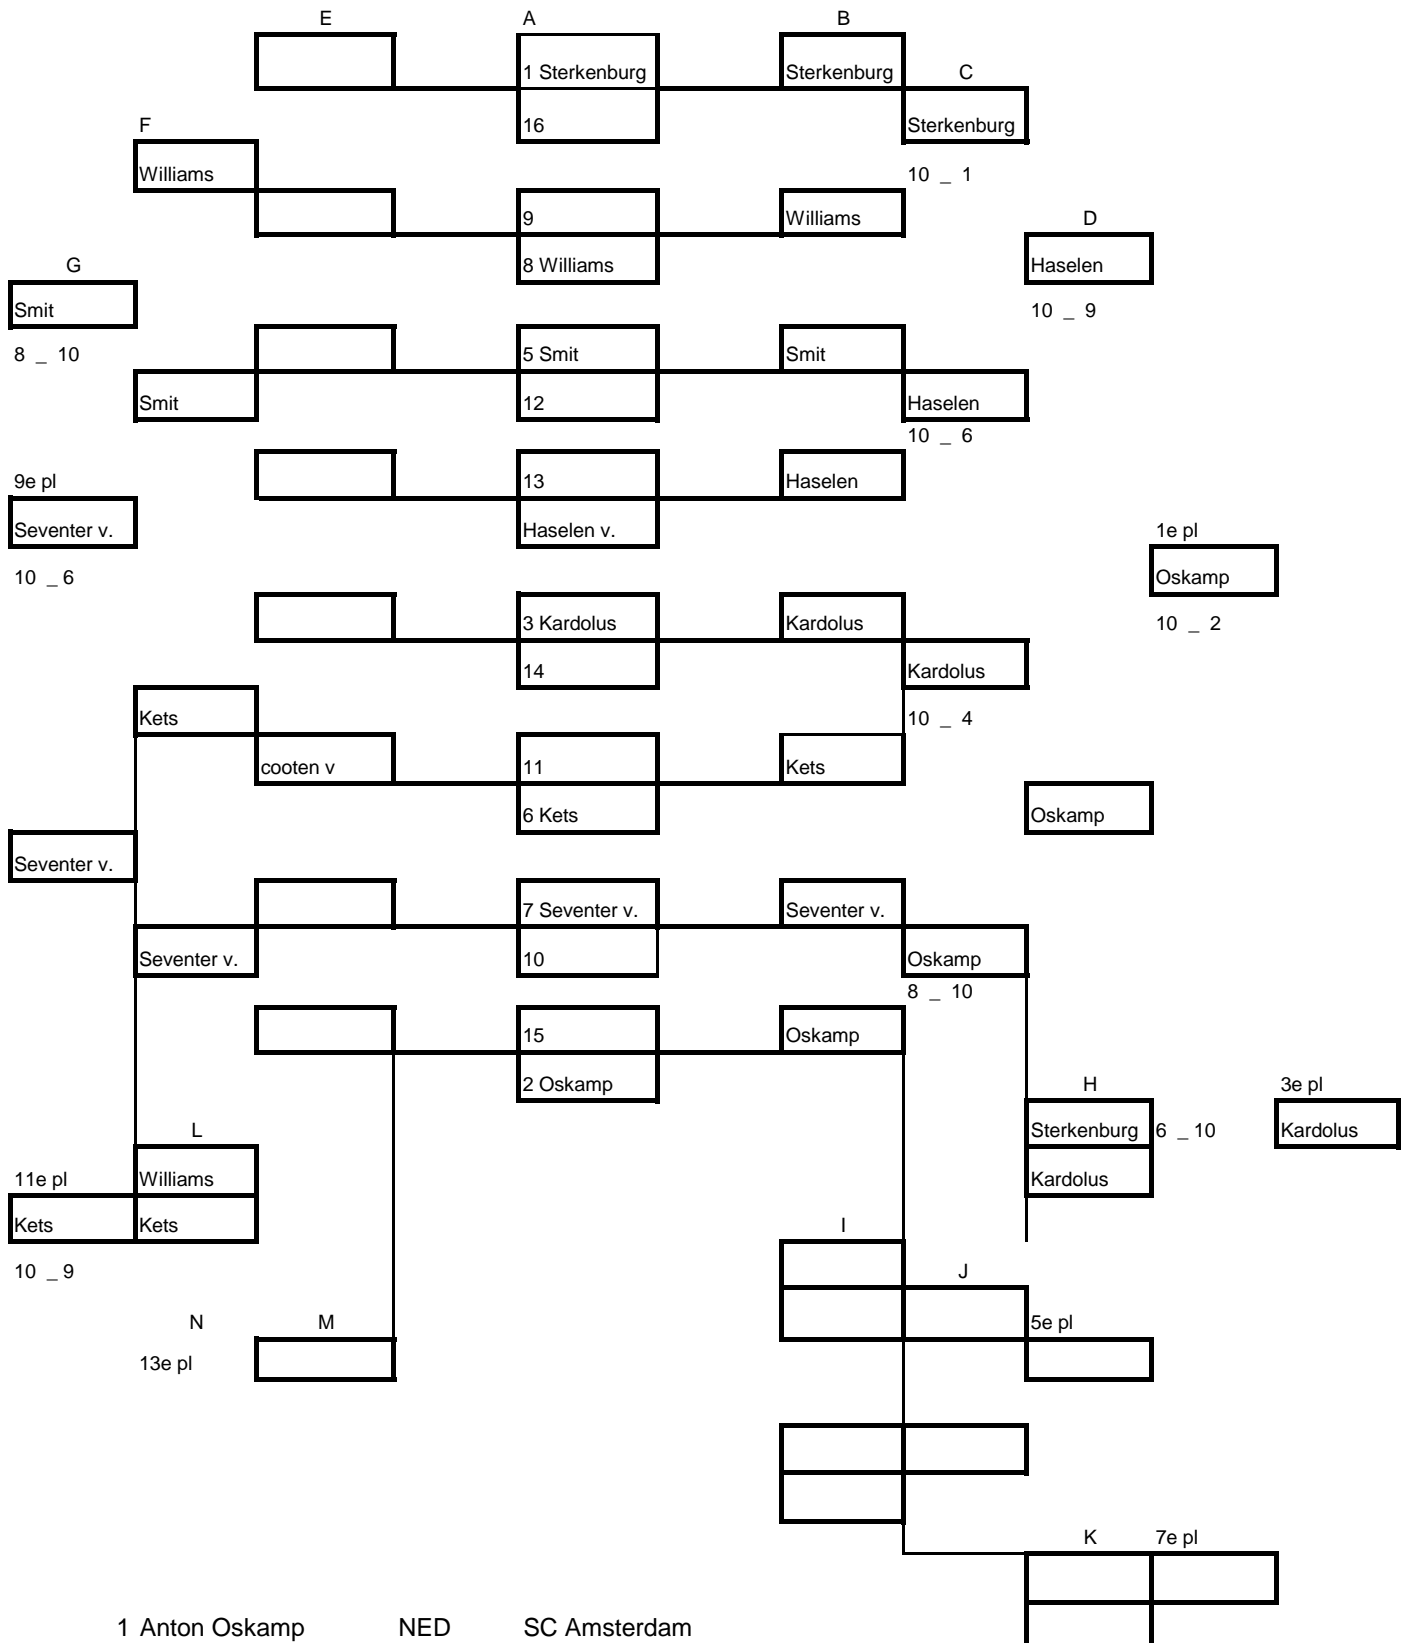 E A B
1 Sterkenburg Sterkenburg C
F 16 Sterkenburg
Williams 10 _ 1
9 Williams D
G 8 Williams Haselen
Smit 10 _ 9
8 _ 10 5 Smit Smit
Smit 12 Haselen
10 _ 6
9e pl 13 Haselen
Seventer v. Haselen v. 1e pl
10 _ 6 Oskamp
3 Kardolus Kardolus 10 _ 2
14 Kardolus
Kets 10 _ 4
cooten v 11 Kets
6 Kets Oskamp
Seventer v.
7 Seventer v. Seventer v.
Seventer v. 10 Oskamp
8 _ 10
15 Oskamp
2 Oskamp H 3e pl
L Sterkenburg 6 _ 10 Kardolus
11e pl Williams Kardolus
Kets Kets I
10 _ 9 J
N M 5e pl
13e pl
K 7e pl
1 Anton Oskamp NED SC Amsterdam